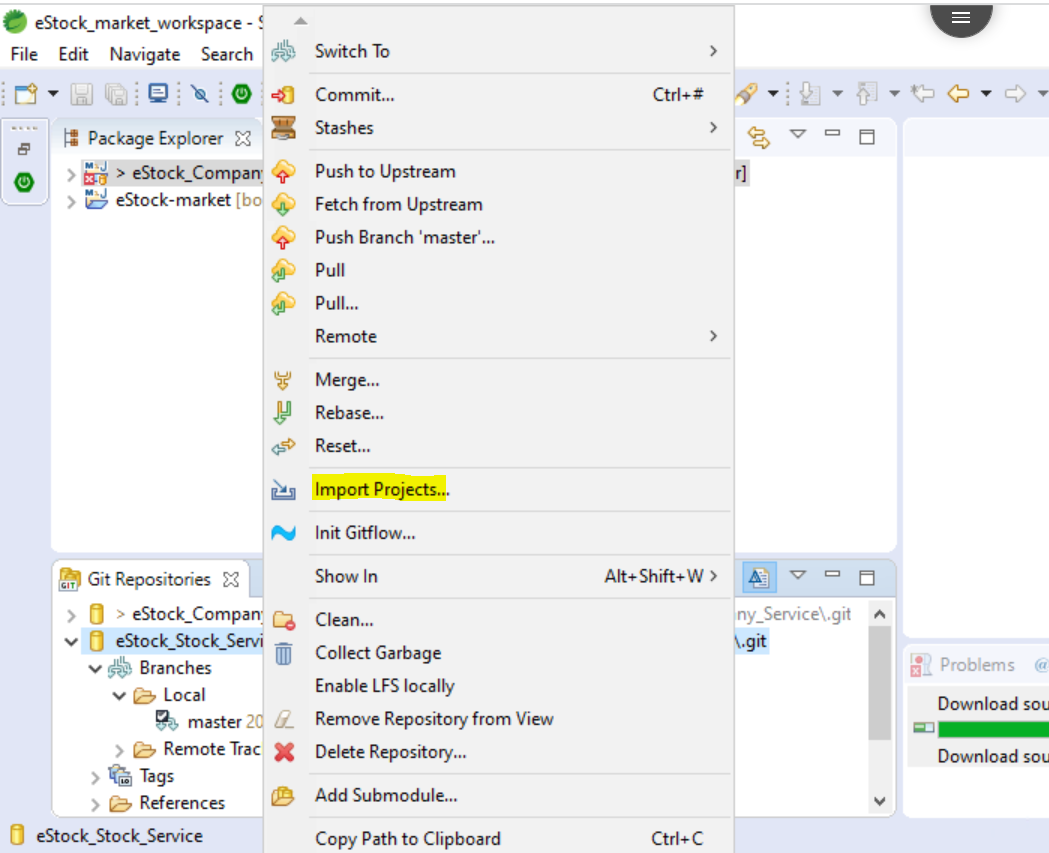 eStock_market_workspace - S
File Edit Navigate Search
Package Explorer
> eStock_Company
r]
eStock-market [bo
Switch To
Commit... Ctrl+#
Stashes
Push to Upstream
Fetch from Upstream
Push Branch 'master'...
Pull
Pull...
Remote
Merge...
Rebase...
Reset...
Import Projects...
Init Gitflow...
Show In Alt+Shift+W
Clean...
Collect Garbage
Enable LFS locally
Remove Repository from View
Delete Repository...
Add Submodule...
Copy Path to Clipboard Ctrl+C
Git Repositories
> eStock_Company
ny_Service\.git
eStock_Stock_Servi
\.git
Branches
Local
master 20
Remote Trac
Tags
References
eStock_Stock_Service
Problems @
Download sou
Download sou